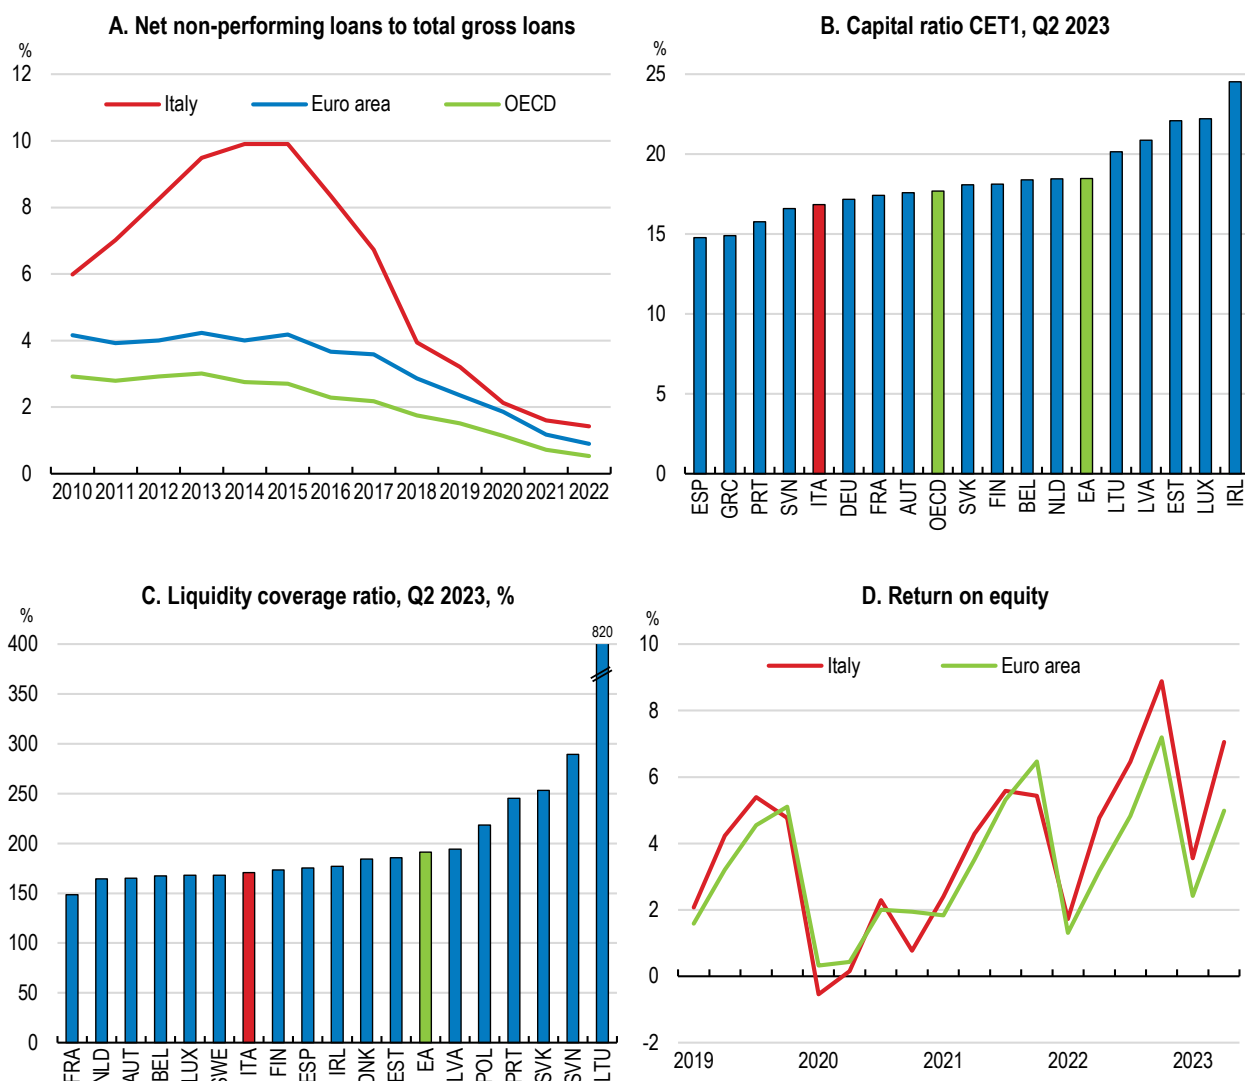 A. Net non-performing loans to total gross loans
%
12
10
8
6
4
2
0
Italy
Euro area
OECD
2010 2011 2012 2013 2014 2015 2016 2017 2018 2019 2020 2021 2022
B. Capital ratio CET1, Q2 2023
%
25
20
15
10
5
0
ESP
GRC
PRT
SVN
ITA
DEU
FRA
AUT
OECD
SVK
FIN
BEL
NLD
EA
LTU
LVA
EST
LUX
IRL
C. Liquidity coverage ratio, Q2 2023, %
%
400
350
300
250
200
150
100
50
0
820
FRA
NLD
AUT
BEL
LUX
SWE
ITA
FIN
ESP
IRL
DNK
EST
EA
LVA
POL
PRT
SVK
SVN
LTU
D. Return on equity
%
10
8
6
4
2
0
-2
Italy
Euro area
2019 2020 2021 2022 2023